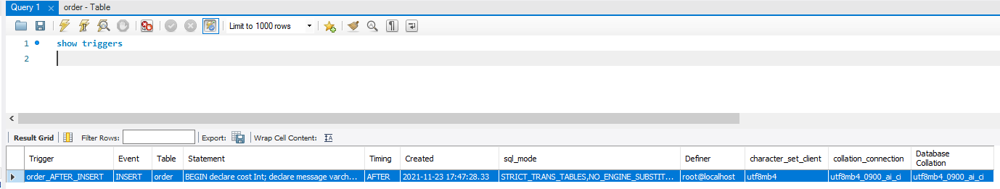 Query 1 order - Table
Limit to 1000 rows
1 show triggers
2
Result Grid Filter Rows: Export: Wrap Cell Content:
Trigger Event Table Statement Timing Created sql_mode Definer character_set_client collation_connection Database Collation
order_AFTER_INSERT INSERT order BEGIN declare cost Int; declare message varch... AFTER 2021-11-23 17:47:28.33 STRICT_TRANS_TABLES,NO_ENGINE_SUBSTIT... root@localhost utf8mb4 utf8mb4_0900_ai_ci utf8mb4_0900_ai_ci